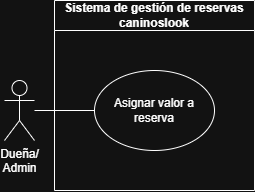 Sistema de gestión de reservas
caninoslook
Asignar valor a
reserva
Dueña/
Admin